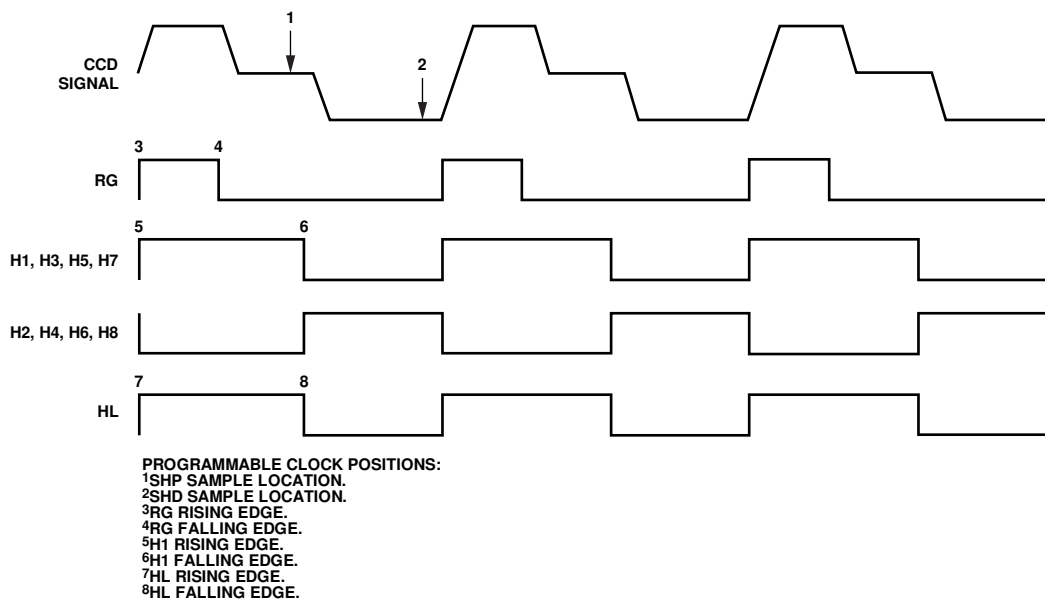 1
2
CCD
SIGNAL
3 4
RG
5 6
H1, H3, H5, H7
H2, H4, H6, H8
7 8
HL
PROGRAMMABLE CLOCK POSITIONS:
1SHP SAMPLE LOCATION.
2SHD SAMPLE LOCATION.
3RG RISING EDGE.
4RG FALLING EDGE.
5H1 RISING EDGE.
6H1 FALLING EDGE.
7HL RISING EDGE.
8HL FALLING EDGE.